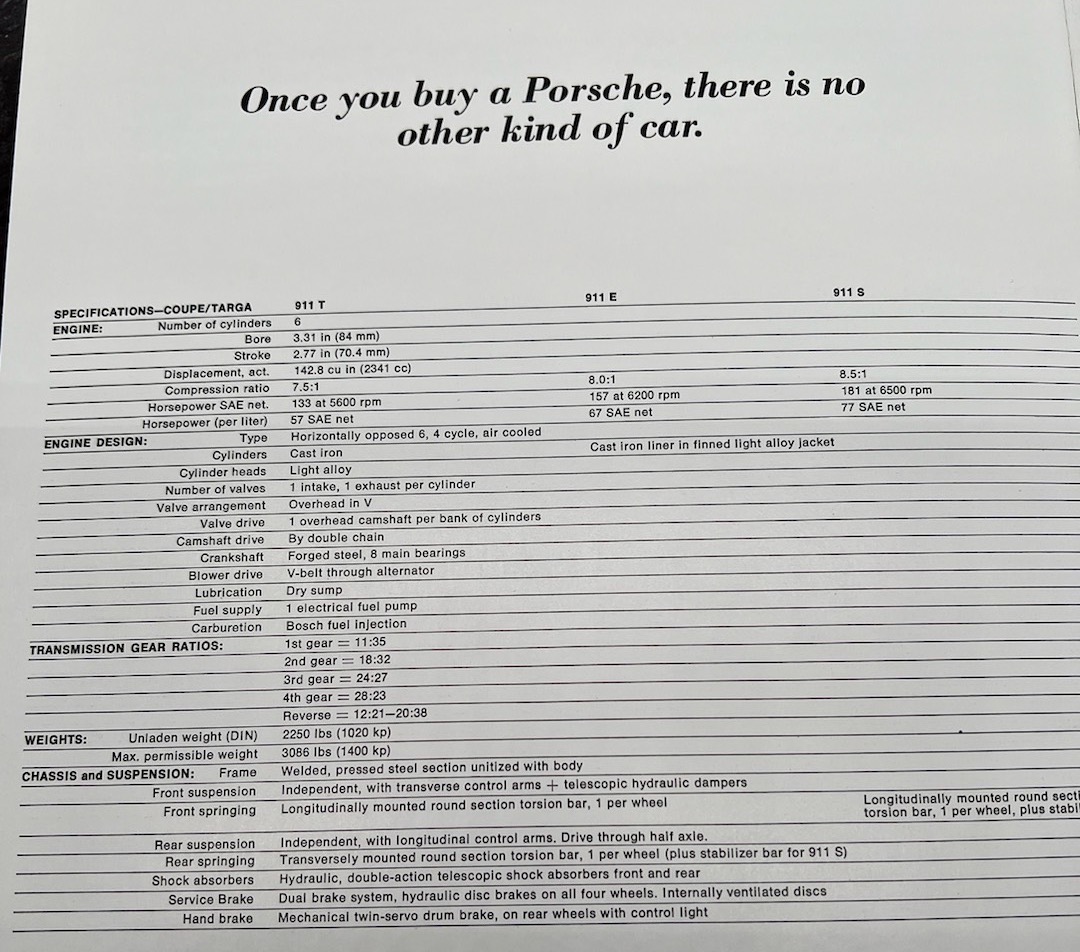 Once you buy a Porsche, there is no
other kind of car.
SPECIFICATIONS—COUPE/TARGA 911 T 911 E 911 S
ENGINE: Number of cylinders 6
Bore 3.31 in (84 mm)
Stroke 2.77 in (70.4 mm)
Displacement, act. 142.8 cu in (2341 cc)
Compression ratio 7.5:1 8.0:1 8.5:1
Horsepower SAE net. 133 at 5600 rpm 157 at 6200 rpm 181 at 6500 rpm
Horsepower (per liter) 57 SAE net 67 SAE net 77 SAE net
ENGINE DESIGN: Type Horizontally opposed 6, 4 cycle, air cooled
Cylinders Cast iron Cast iron liner in finned light alloy jacket
Cylinder heads Light alloy
Number of valves 1 intake, 1 exhaust per cylinder
Valve arrangement Overhead in V
Valve drive 1 overhead camshaft per bank of cylinders
Camshaft drive By double chain
Crankshaft Forged steel, 8 main bearings
Blower drive V-belt through alternator
Lubrication Dry sump
Fuel supply 1 electrical fuel pump
Carburetion Bosch fuel injection
TRANSMISSION GEAR RATIOS: 1st gear = 11:35
2nd gear = 18:32
3rd gear = 24:27
4th gear = 28:23
Reverse = 12:21—20:38
WEIGHTS: Unladen weight (DIN) 2250 lbs (1020 kp)
Max. permissible weight 3086 lbs (1400 kp)
CHASSIS and SUSPENSION: Frame Welded, pressed steel section unitized with body
Front suspension Independent, with transverse control arms + telescopic hydraulic dampers
Front springing Longitudinally mounted round section torsion bar, 1 per wheel Longitudinally mounted round secti
torsion bar, 1 per wheel, plus stabil
Rear suspension Independent, with longitudinal control arms. Drive through half axle.
Rear springing Transversely mounted round section torsion bar, 1 per wheel (plus stabilizer bar for 911 S)
Shock absorbers Hydraulic, double-action telescopic shock absorbers front and rear
Service Brake Dual brake system, hydraulic disc brakes on all four wheels. Internally ventilated discs
Hand brake Mechanical twin-servo drum brake, on rear wheels with control light